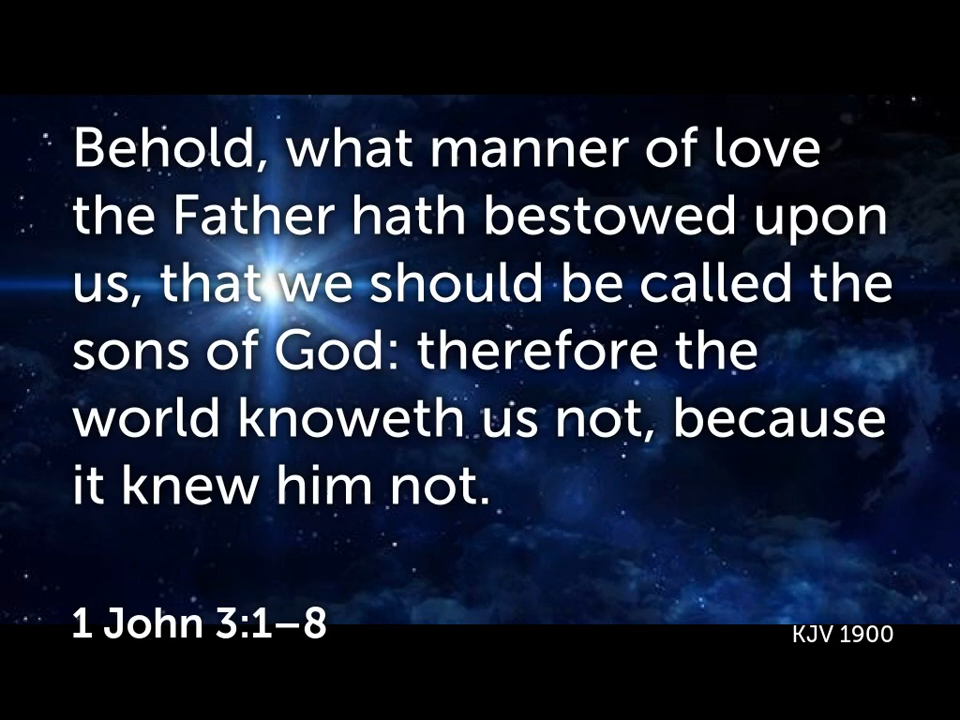 Behold, what manner of love
the Father hath bestowed upon
us, that we should be called the
sons of God: therefore the
world knoweth us not, because
it knew him not.
1 John 3:1–8
KJV 1900